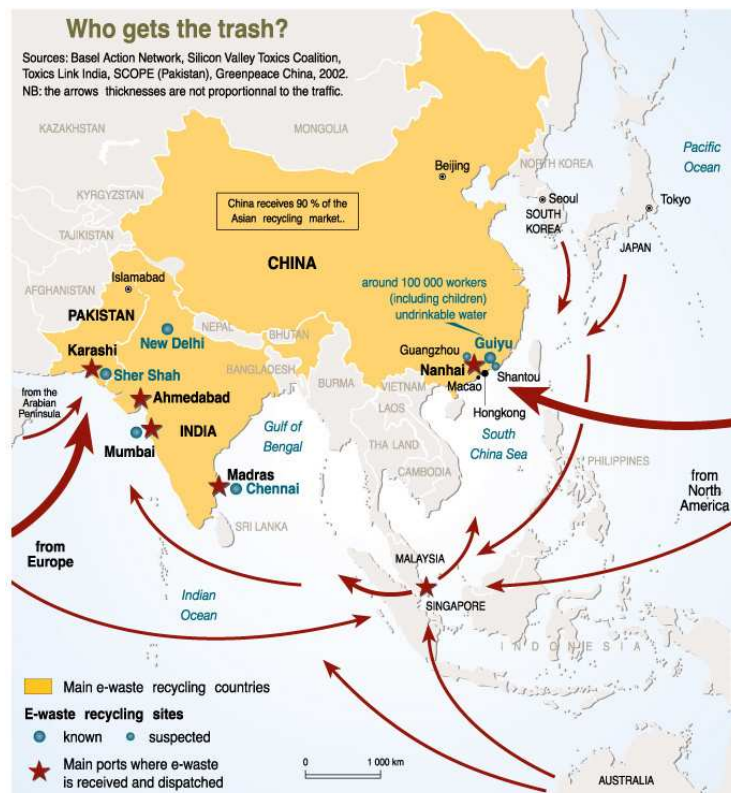 Who gets the trash?
Sources: Basel Action Network, Silicon Valley Toxics Coalition,
Toxics Link India, SCOPE (Pakistan), Greenpeace China, 2002.
NB: the arrows thicknesses are not proportionnal to the traffic.
KAZAKHSTAN
MONGOLIA
Pacific
Ocean
Beijing
NORTH KOREA
KYRGYZSTAN
China receives 90 % of the
Asian recycling market..
Seoul
SOUTH
KOREA
Tokyo
TAJIKISTAN
JAPAN
CHINA
Islamabad
AFGHANISTAN
around 100 000 workers
(including children)
undrinkable water
PAKISTAN
NEPAL
BHUTAN
New Delhi
Guiyu
Karashi
Guangzhou
Sher Shah
BANGLADESH
Nanhai
Shantou
from the
Arabian
Peninsula
Ahmedabad
BURMA
VIETNAM
Macao
LAOS
Hongkong
INDIA
Gulf of
Bengal
Mumbai
THA LAND
South
China Sea
PHILIPPINES
Madras
Chennai
CAMBODIA
from
North
America
SRI LANKA
from
Europe
MALAYSIA
Indian
Ocean
SINGAPORE
INDONESIA
Main e-waste recycling countries
E-waste recycling sites
known suspected
Main ports where e-waste
is received and dispatched
0 1 000 km
AUSTRALIA